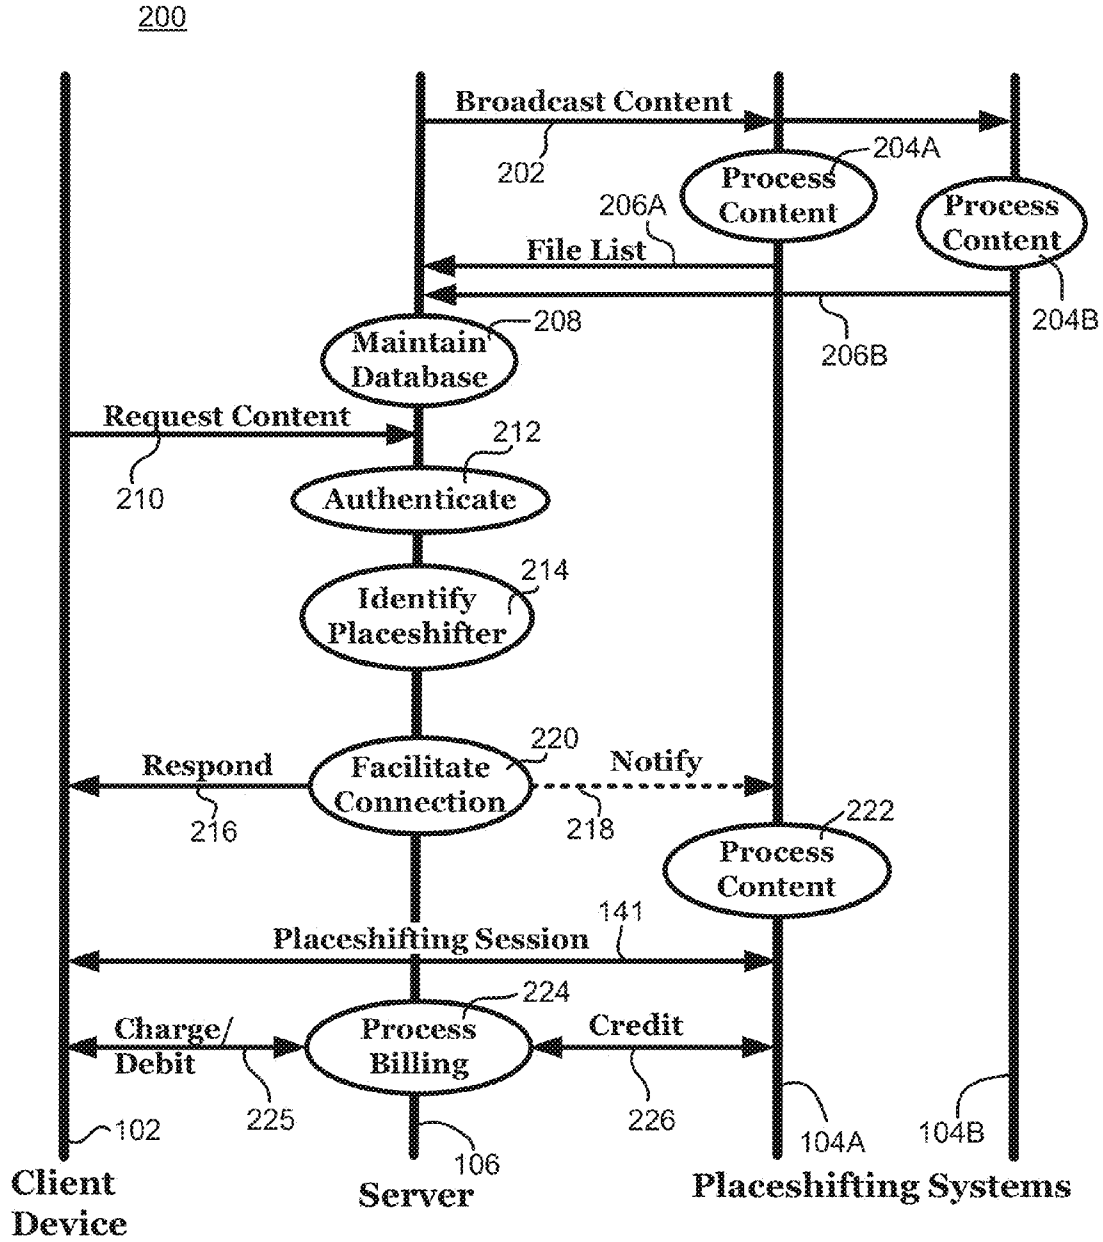 200
Broadcast Content
202
204A
Process
Content
206A
Process
Content
File List
204B
206B
208
Maintain
Database
Request Content
210
212
Authenticate
214
Identify
Placeshifter
Respond
216
220
Facilitate
Connection
Notify
218
222
Process
Content
141
Placeshifting Session
224
Charge/
Debit
225
Process
Billing
Credit
226
102
106
104A
104B
Client
Device
Server
Placeshifting Systems